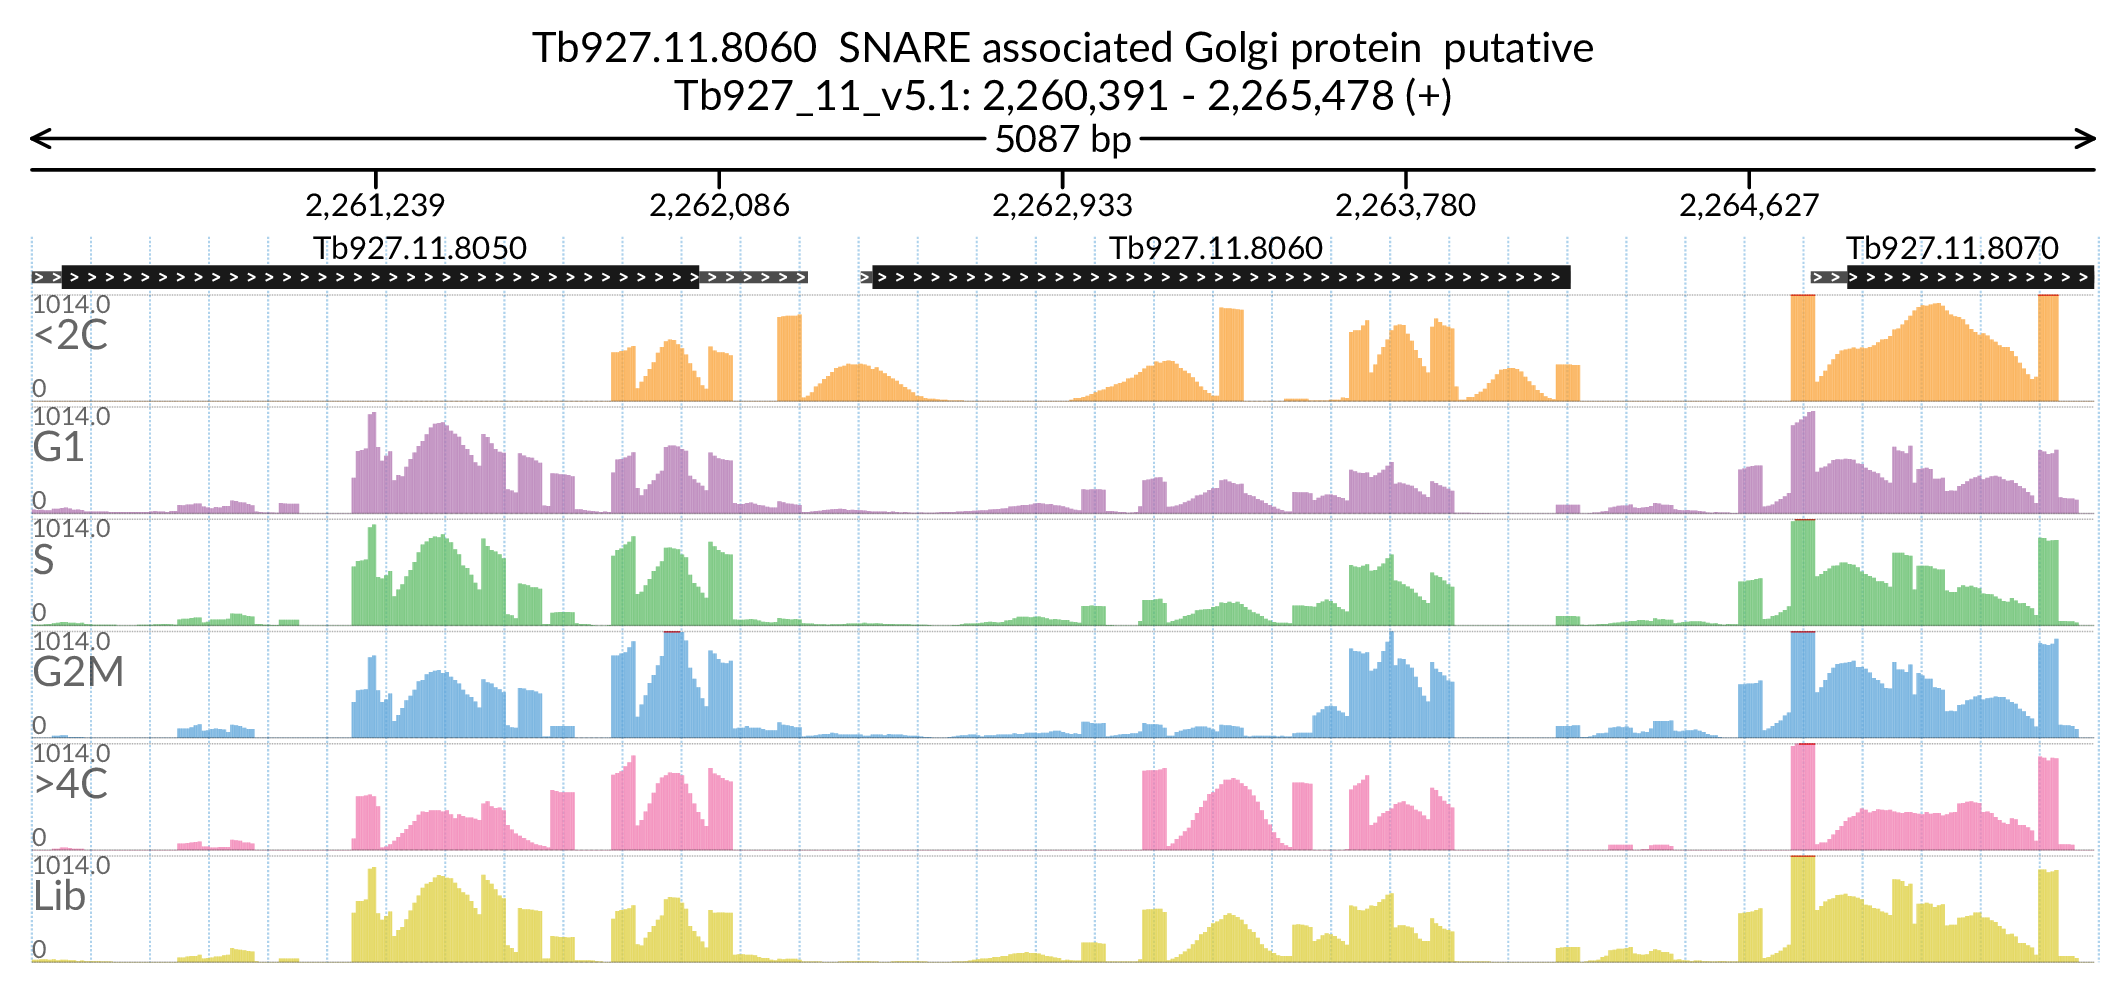 Tb927.11.8060  SNARE associated Golgi protein  putative
Tb927_11_v5.1: 2,260,391 - 2,265,478 (+)
5087 bp
2,261,239 2,262,086 2,262,933 2,263,780 2,264,627
Tb927.11.8050 Tb927.11.8060 Tb927.11.8070
1014.0
<2C
0
1014.0
G1
0
1014.0
S
0
1014.0
G2M
0
1014.0
>4C
0
1014.0
Lib
0